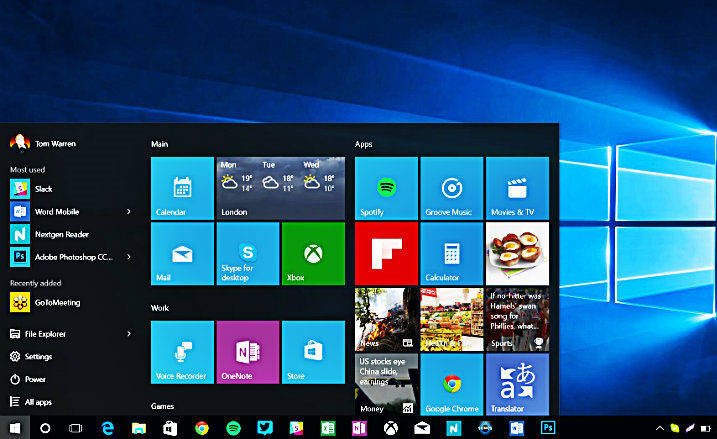 Tom Warren
Most used
Slack
Word Mobile
Nextgen Reader
Adobe Photoshop CC...
Recently added
GoToMeeting
File Explorer
Settings
Power
All apps
Main
Calendar
Mon Tue Wed
19° 18° 18°
14° 11° 10°
London
Mail
Skype for
desktop
Xbox
Work
Voice Recorder
OneNote
Store
Games
Apps
Spotify
Groove Music
Movies & TV
Calculator
News
If no-hitter was
Hamels' swan
song for
Phillies, what...
Sports
US stocks eye
China slide,
earnings
Money
Google Chrome
Translator